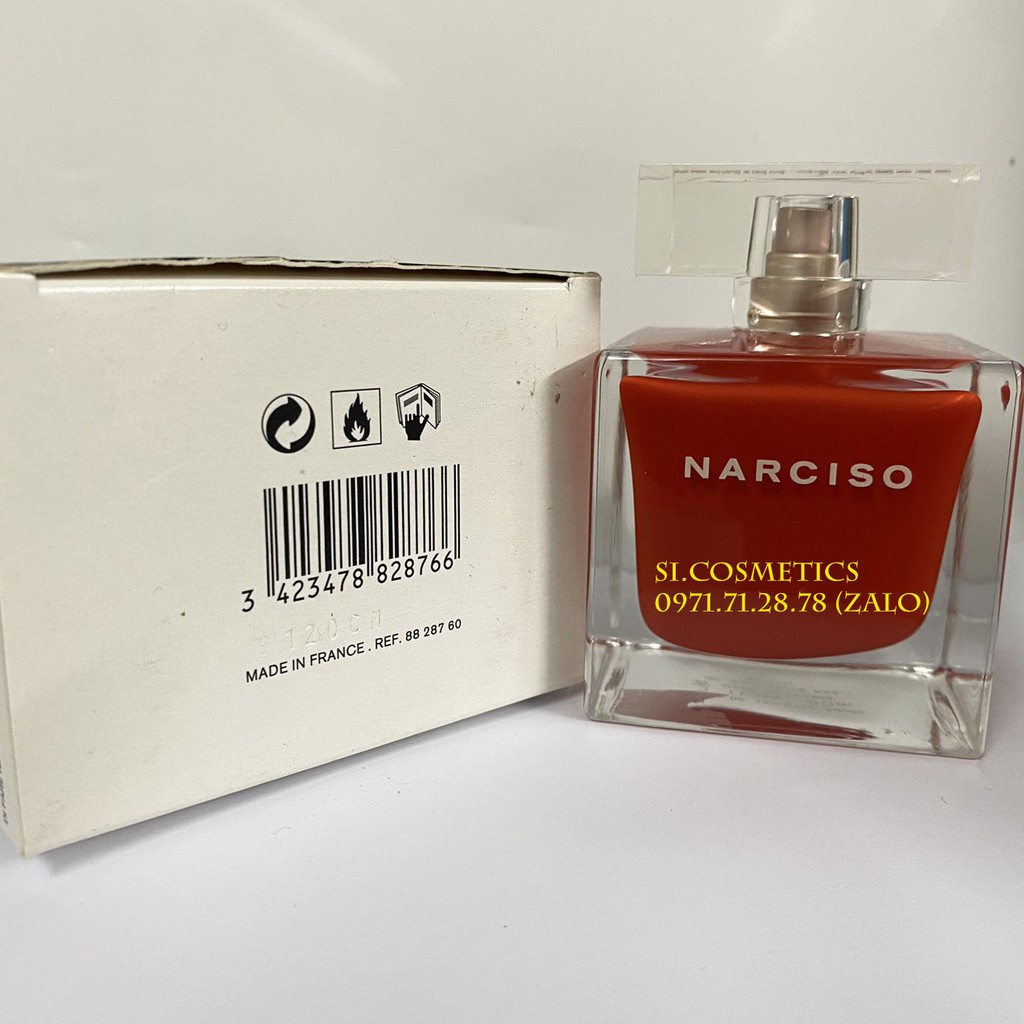 3 423478 828766
MADE IN FRANCE . REF. 88 287 60
NARCISO
SI.COSMETICS
0971.71.28.78 (ZALO)